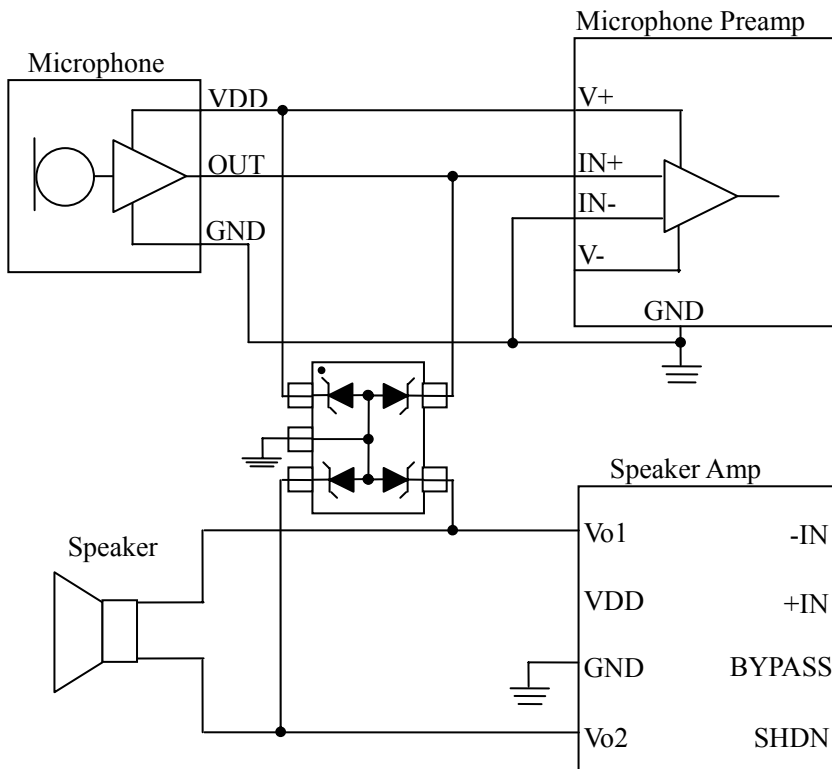 Microphone Preamp
Microphone
VDD
V+
OUT
IN+
IN-
GND
V-
GND
Speaker Amp
Speaker
Vo1
-IN
VDD
+IN
GND
BYPASS
Vo2
SHDN